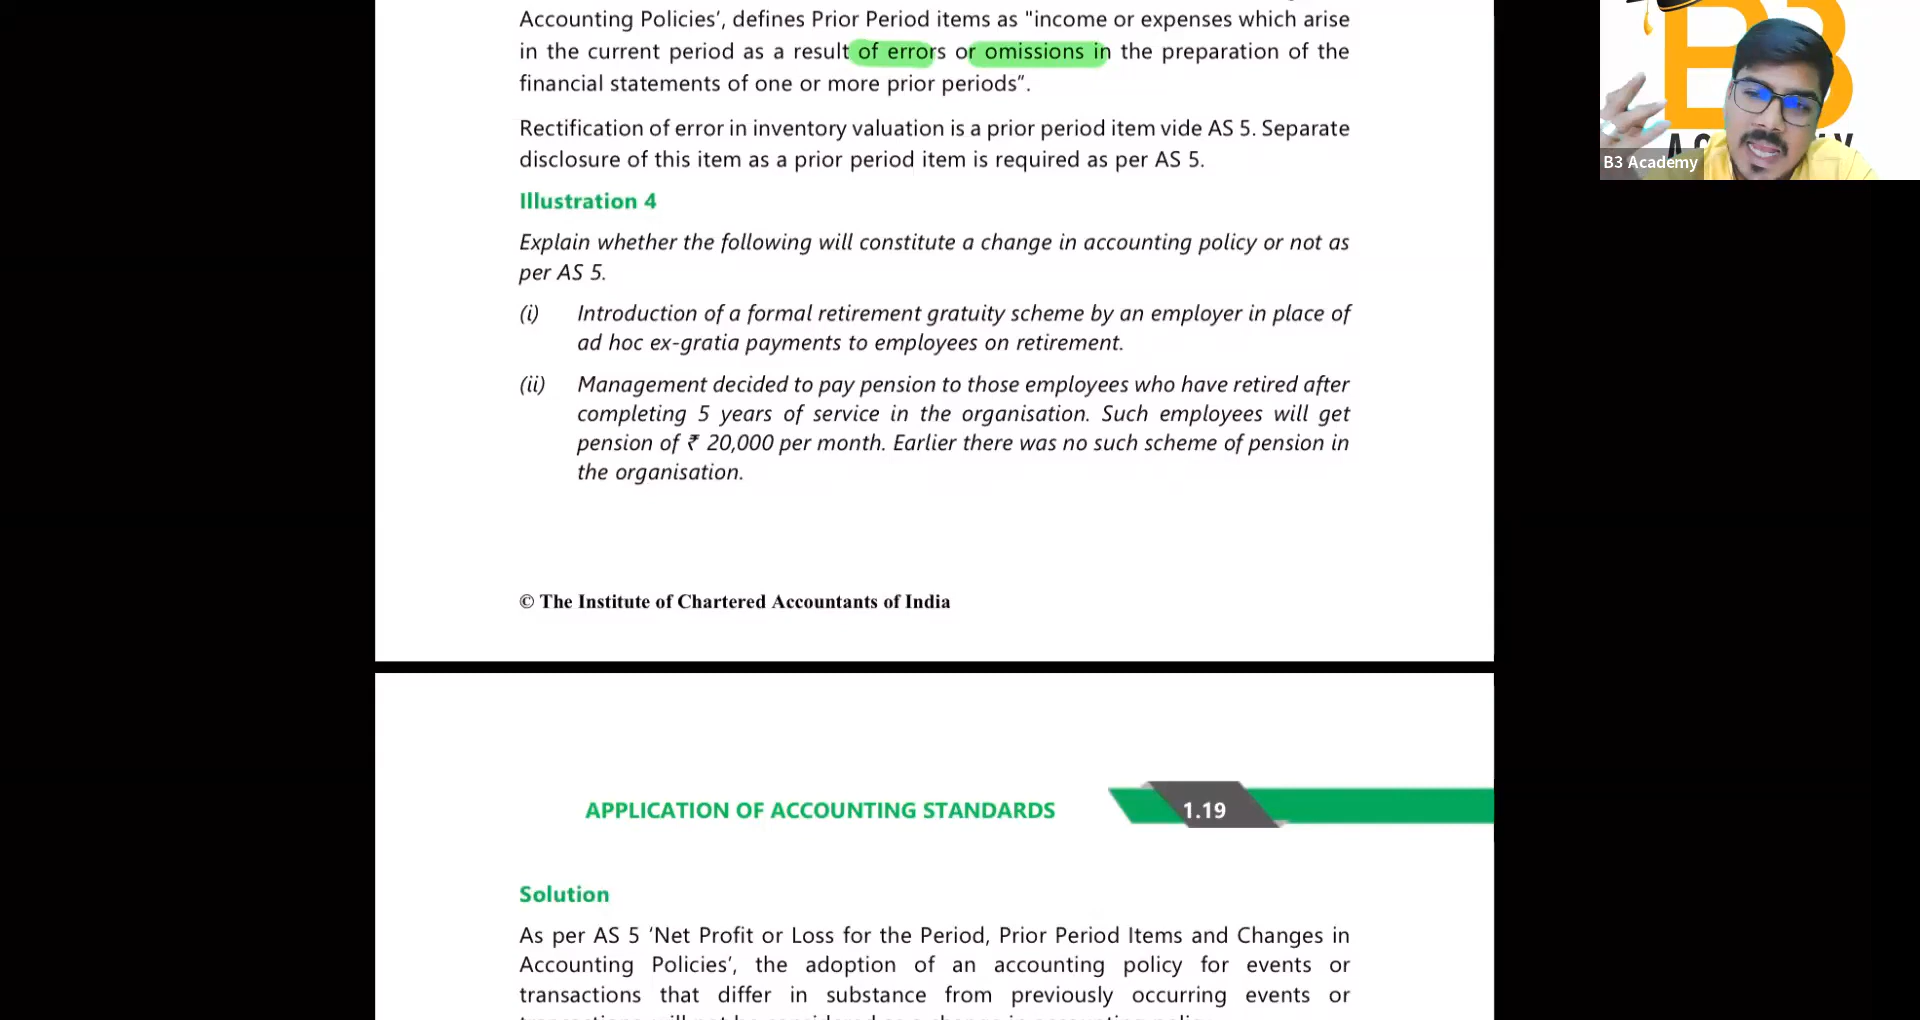 Accounting Policies’, defines Prior Period items as "income or expenses which arise
in the current period as a result of errors or omissions in the preparation of the
financial statements of one or more prior periods”.
Rectification of error in inventory valuation is a prior period item vide AS 5. Separate
disclosure of this item as a prior period item is required as per AS 5.
Illustration 4
Explain whether the following will constitute a change in accounting policy or not as
per AS 5.
(i) Introduction of a formal retirement gratuity scheme by an employer in place of
ad hoc ex-gratia payments to employees on retirement.
(ii) Management decided to pay pension to those employees who have retired after
completing 5 years of service in the organisation. Such employees will get
pension of ₹ 20,000 per month. Earlier there was no such scheme of pension in
the organisation.
© The Institute of Chartered Accountants of India
APPLICATION OF ACCOUNTING STANDARDS 1.19
Solution
As per AS 5 ‘Net Profit or Loss for the Period, Prior Period Items and Changes in
Accounting Policies’, the adoption of an accounting policy for events or
transactions that differ in substance from previously occurring events or
B3
B3 Academy